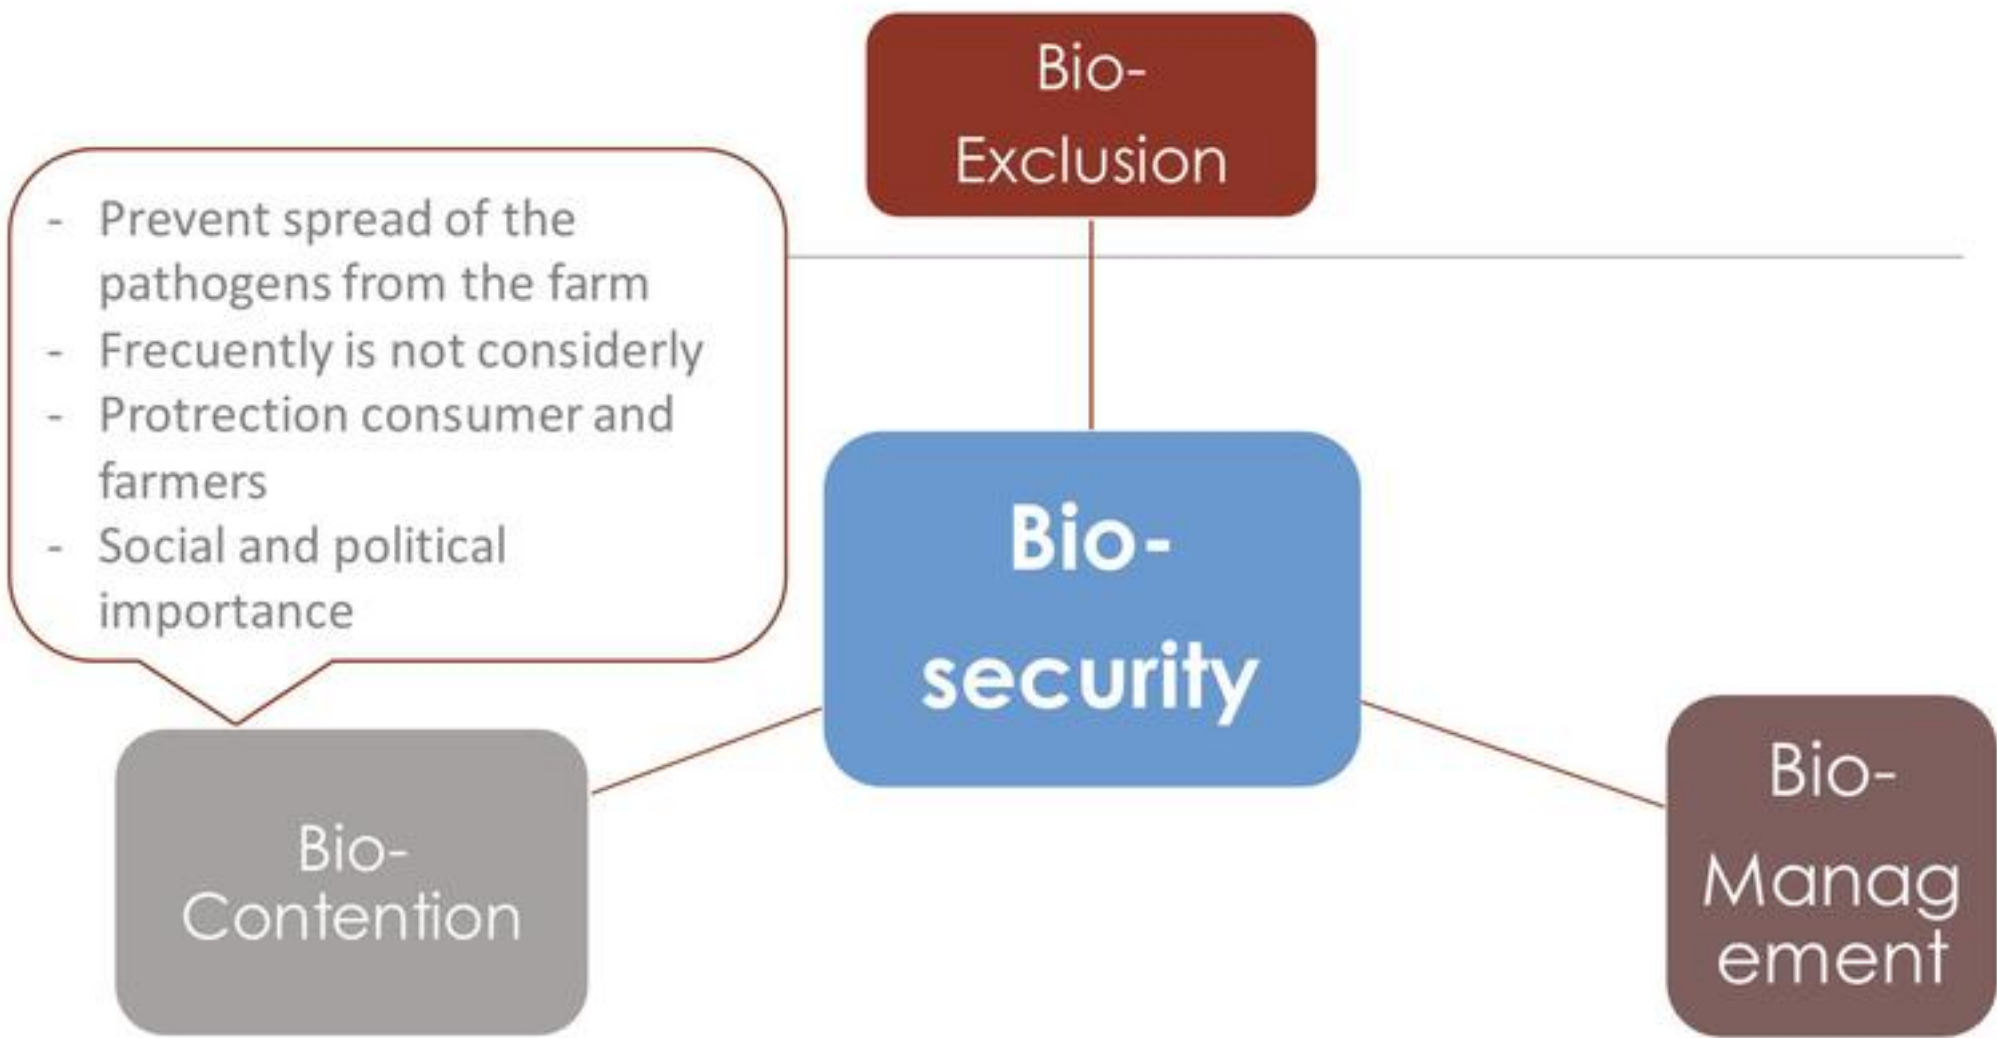 Bio-
Exclusion
- Prevent spread of the
pathogens from the farm
- Frecuently is not considerly
- Protrection consumer and
farmers
- Social and political
importance
Bio-
security
Bio-
Contention
Bio-
Manag
ement